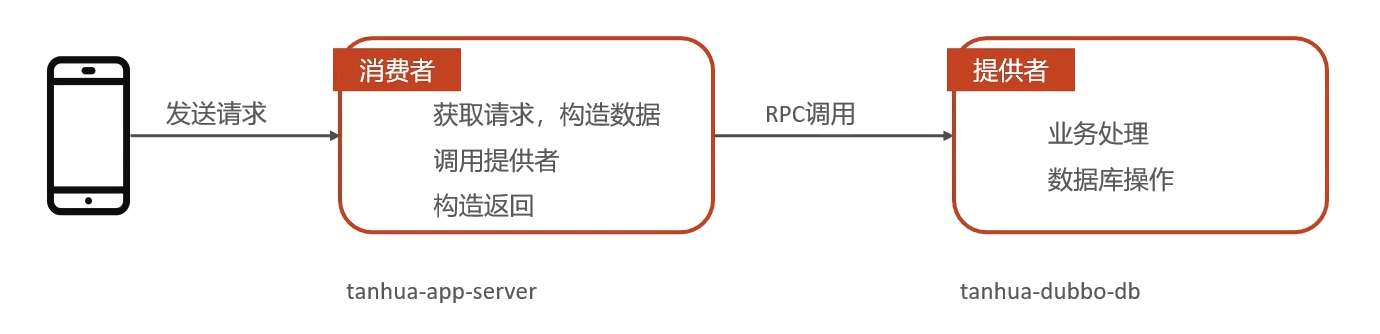 发送请求
消费者
获取请求，构造数据
调用提供者
构造返回
tanhua-app-server
RPC调用
提供者
业务处理
数据库操作
tanhua-dubbo-db